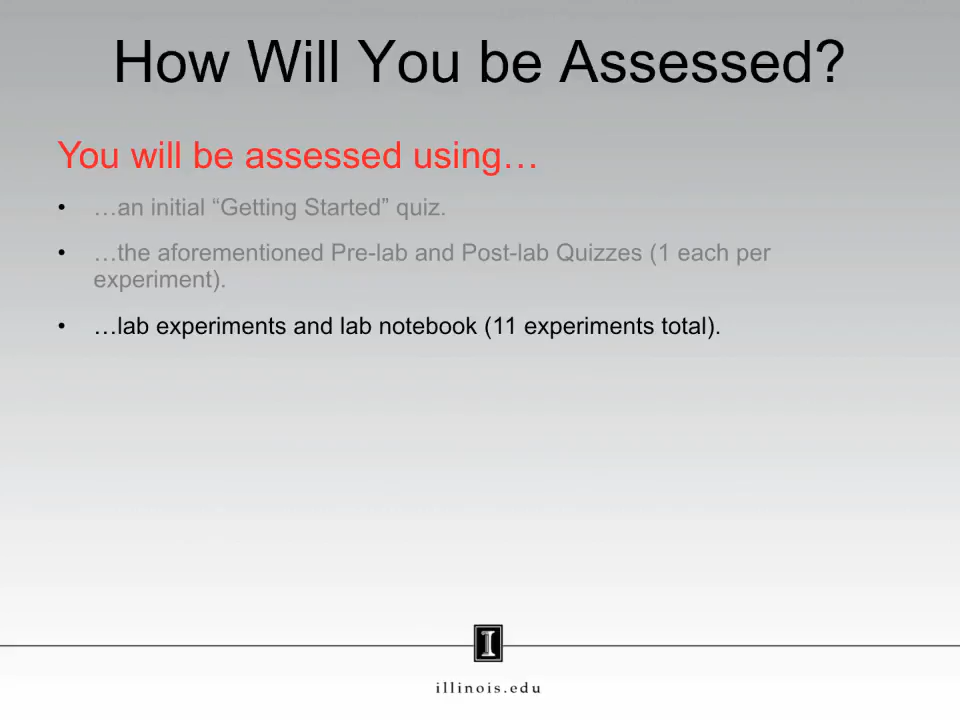 How Will You be Assessed?
You will be assessed using…
• …an initial “Getting Started” quiz.
• …the aforementioned Pre-lab and Post-lab Quizzes (1 each per
experiment).
• …lab experiments and lab notebook (11 experiments total).
I
illinois.edu